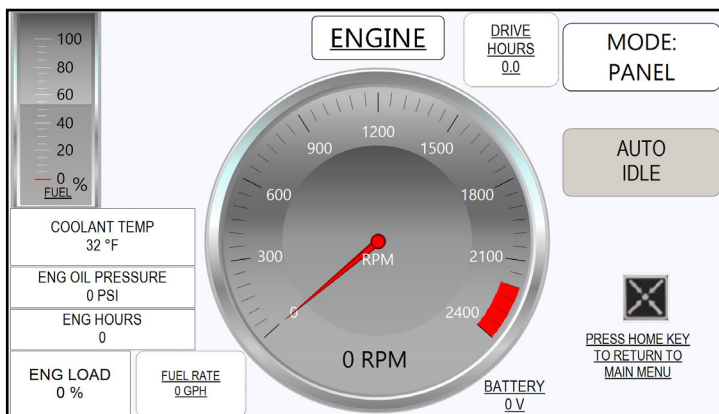 ENGINE
DRIVE
HOURS
0.0
MODE:
PANEL
100
80
60
40
20
0 %
FUEL
AUTO
IDLE
COOLANT TEMP
32 °F
ENG OIL PRESSURE
0 PSI
ENG HOURS
0
ENG LOAD
0 %
FUEL RATE
0 GPH
0
300
600
900
1200
1500
1800
2100
2400
RPM
0 RPM
BATTERY
0 V
PRESS HOME KEY
TO RETURN TO
MAIN MENU